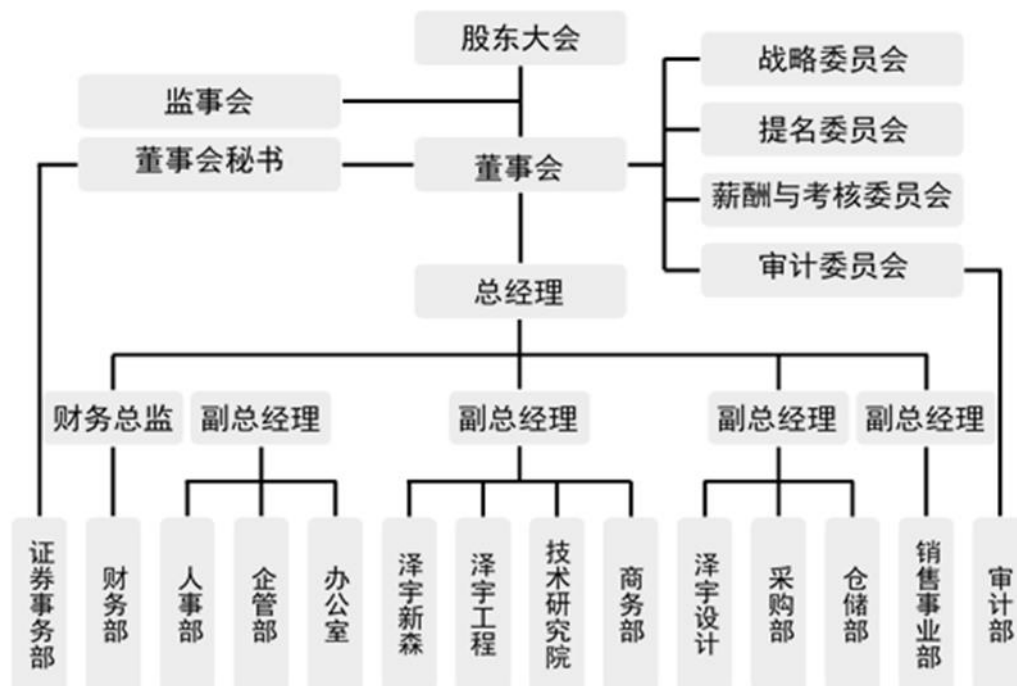 股东大会
战略委员会
监事会
提名委员会
董事会秘书
董事会
薪酬与考核委员会
审计委员会
总经理
财务总监
副总经理
副总经理
副总经理
副总经理
证券事务部
财务部
人事部
企管部
办公室
泽宇新森
泽宇工程
技术研究院
商务部
泽宇设计
采购部
仓储部
销售事业部
审计部